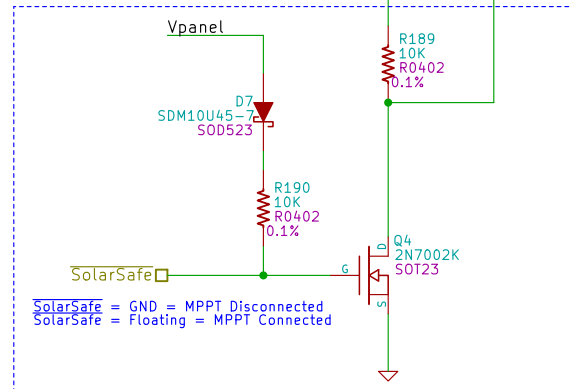 Vpanel
R189
10K
R0402
0.1%
D7
SDM10U45-7
SOD523
R190
10K
R0402
0.1%
Q4
2N7002K
SOT23
D
G
S
SolarSafe
SolarSafe = GND = MPPT Disconnected
SolarSafe = Floating = MPPT Connected